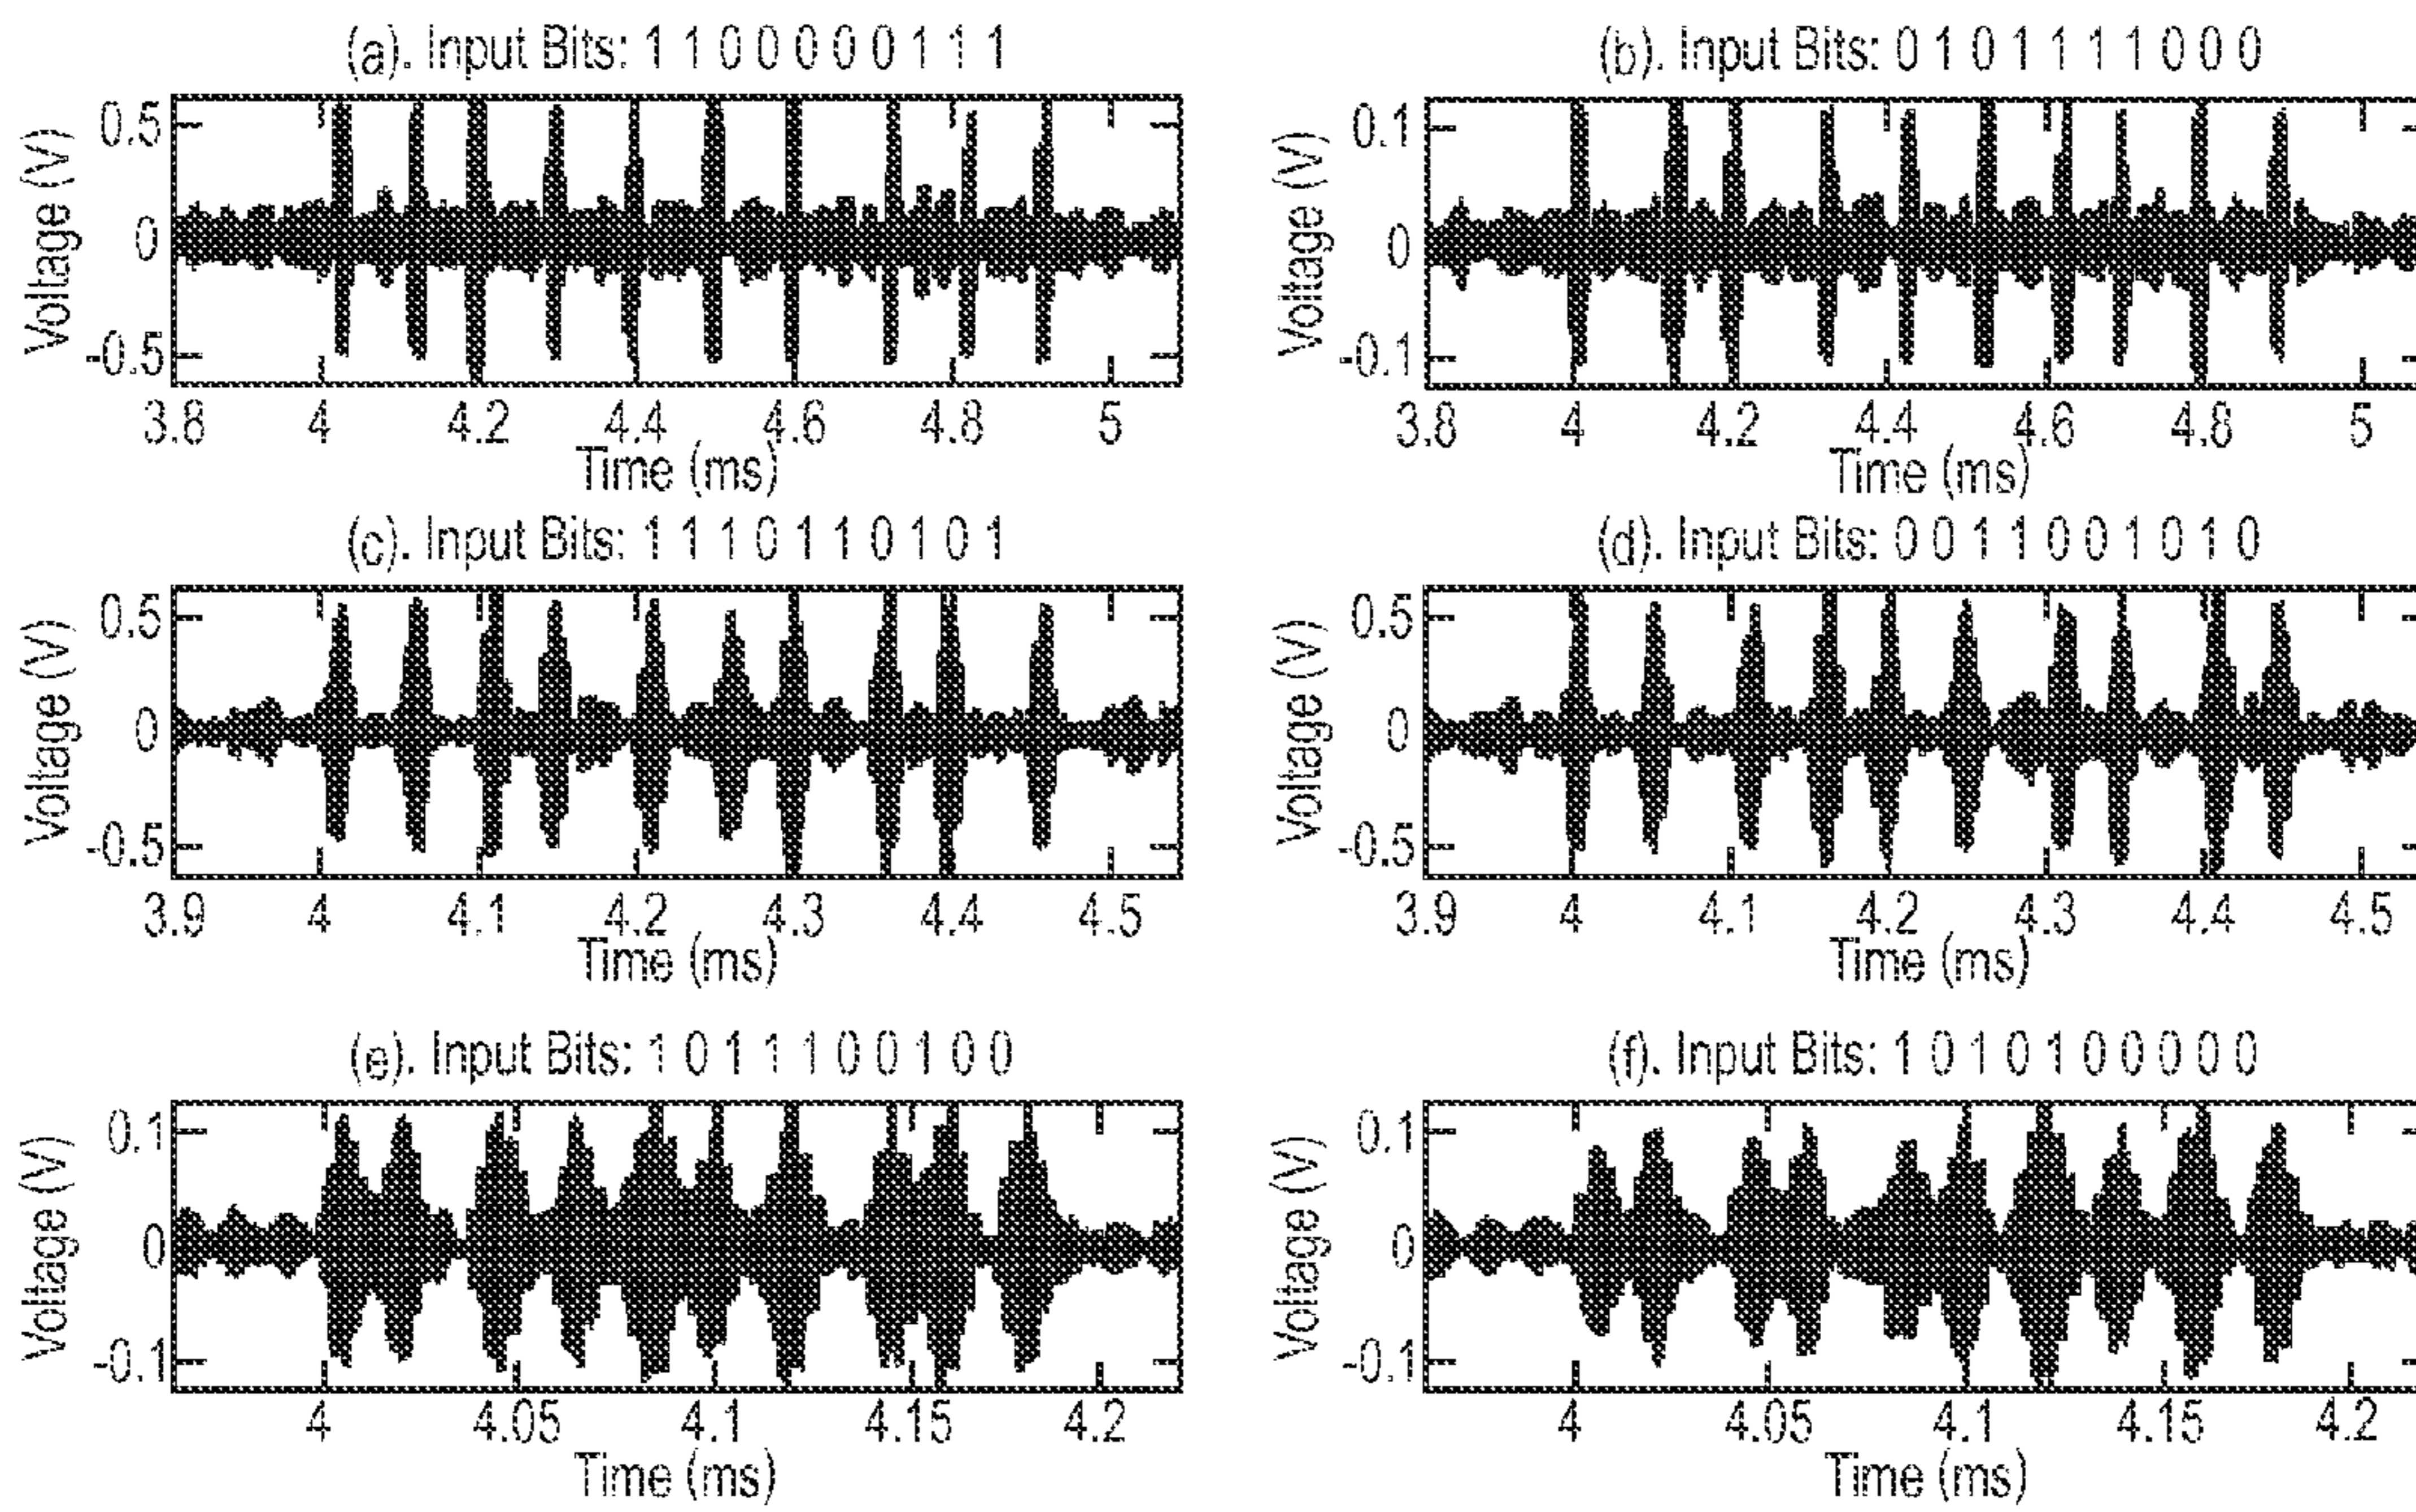 (a). Input Bits: 1 1 0 0 0 0 0 1 1 1
Voltage (V)
0.5
0
-0.5
3.8 4 4.2 4.4 4.6 4.8 5
Time (ms)
(b). Input Bits: 0 1 0 1 1 1 1 0 0 0
Voltage (V)
0.1
0
-0.1
3.8 4 4.2 4.4 4.6 4.8 5
Time (ms)
(c). Input Bits: 1 1 1 0 1 1 0 1 0 1
Voltage (V)
0.5
0
-0.5
3.9 4 4.1 4.2 4.3 4.4 4.5
Time (ms)
(d). Input Bits: 0 0 1 1 0 0 1 0 1 0
Voltage (V)
0.5
0
-0.5
3.9 4 4.1 4.2 4.3 4.4 4.5
Time (ms)
(e). Input Bits: 1 0 1 1 1 0 0 1 0 0
Voltage (V)
0.1
0
-0.1
4 4.05 4.1 4.15 4.2
Time (ms)
(f). Input Bits: 1 0 1 0 1 0 0 0 0 0
Voltage (V)
0.1
0
-0.1
4 4.05 4.1 4.15 4.2
Time (ms)